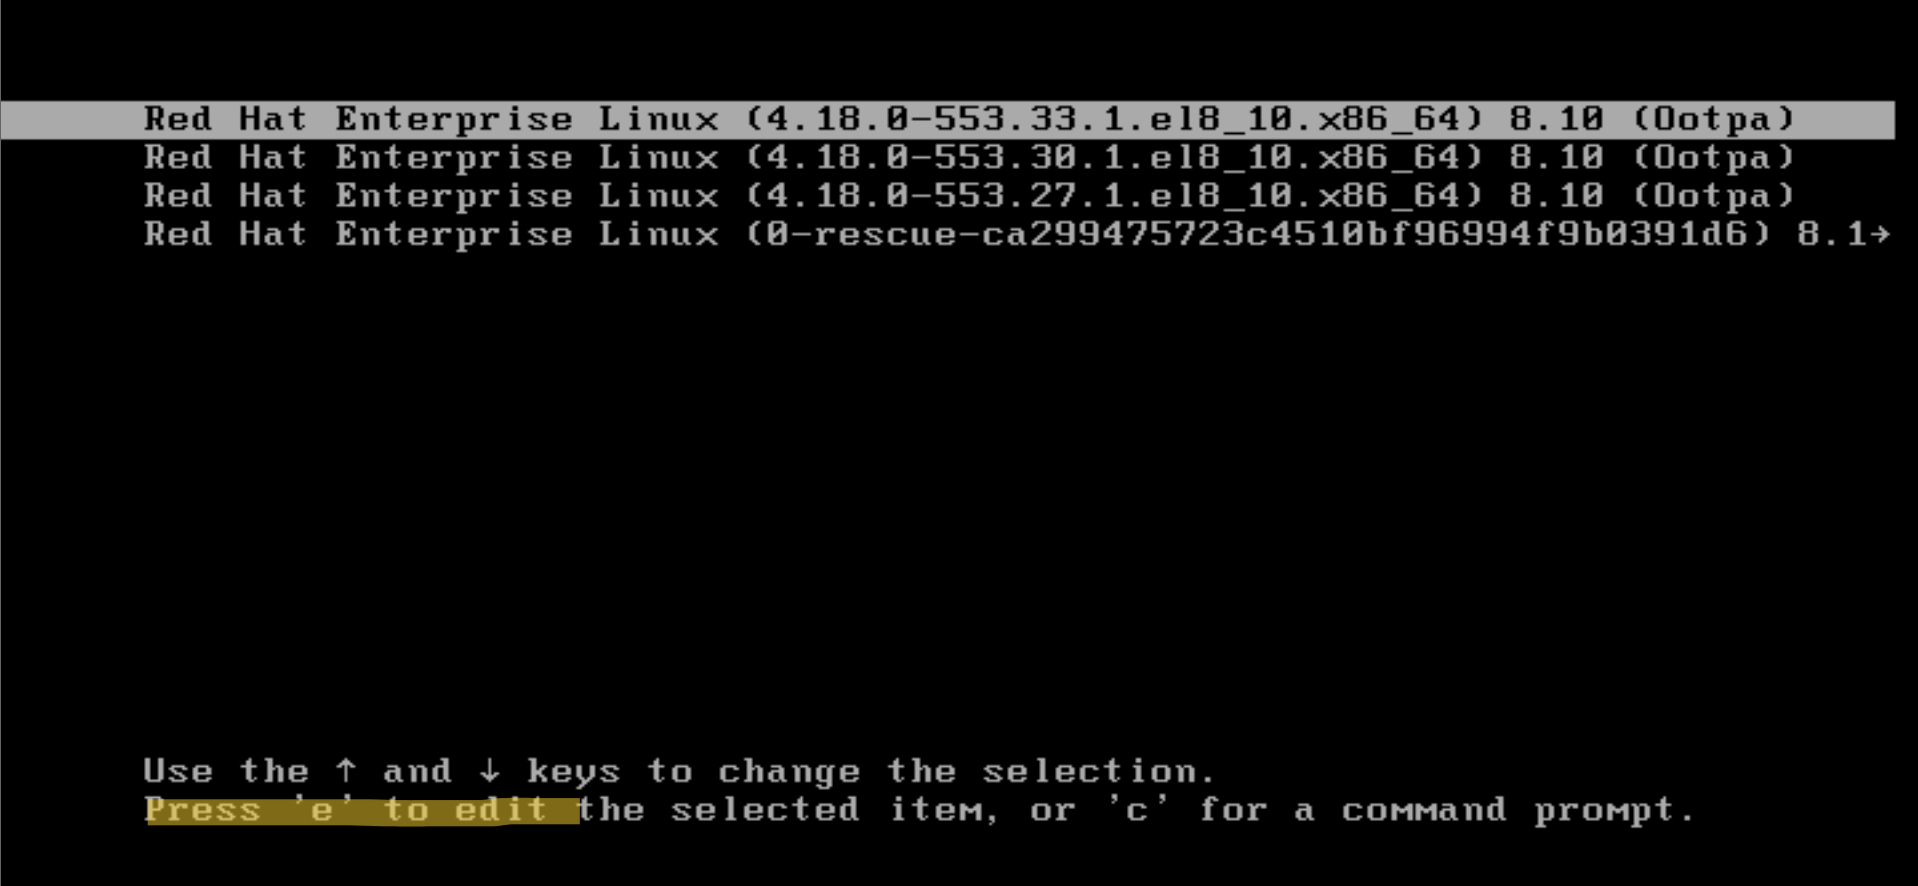 Red Hat Enterprise Linux (4.18.0-553.33.1.el8_10.x86_64) 8.10 (Ootpa)
Red Hat Enterprise Linux (4.18.0-553.30.1.el8_10.x86_64) 8.10 (Ootpa)
Red Hat Enterprise Linux (4.18.0-553.27.1.el8_10.x86_64) 8.10 (Ootpa)
Red Hat Enterprise Linux (0-rescue-ca299475723c4510bf96994f9b0391d6) 8.1→
Use the ↑ and ↓ keys to change the selection.
Press 'e' to edit the selected item, or 'c' for a command prompt.